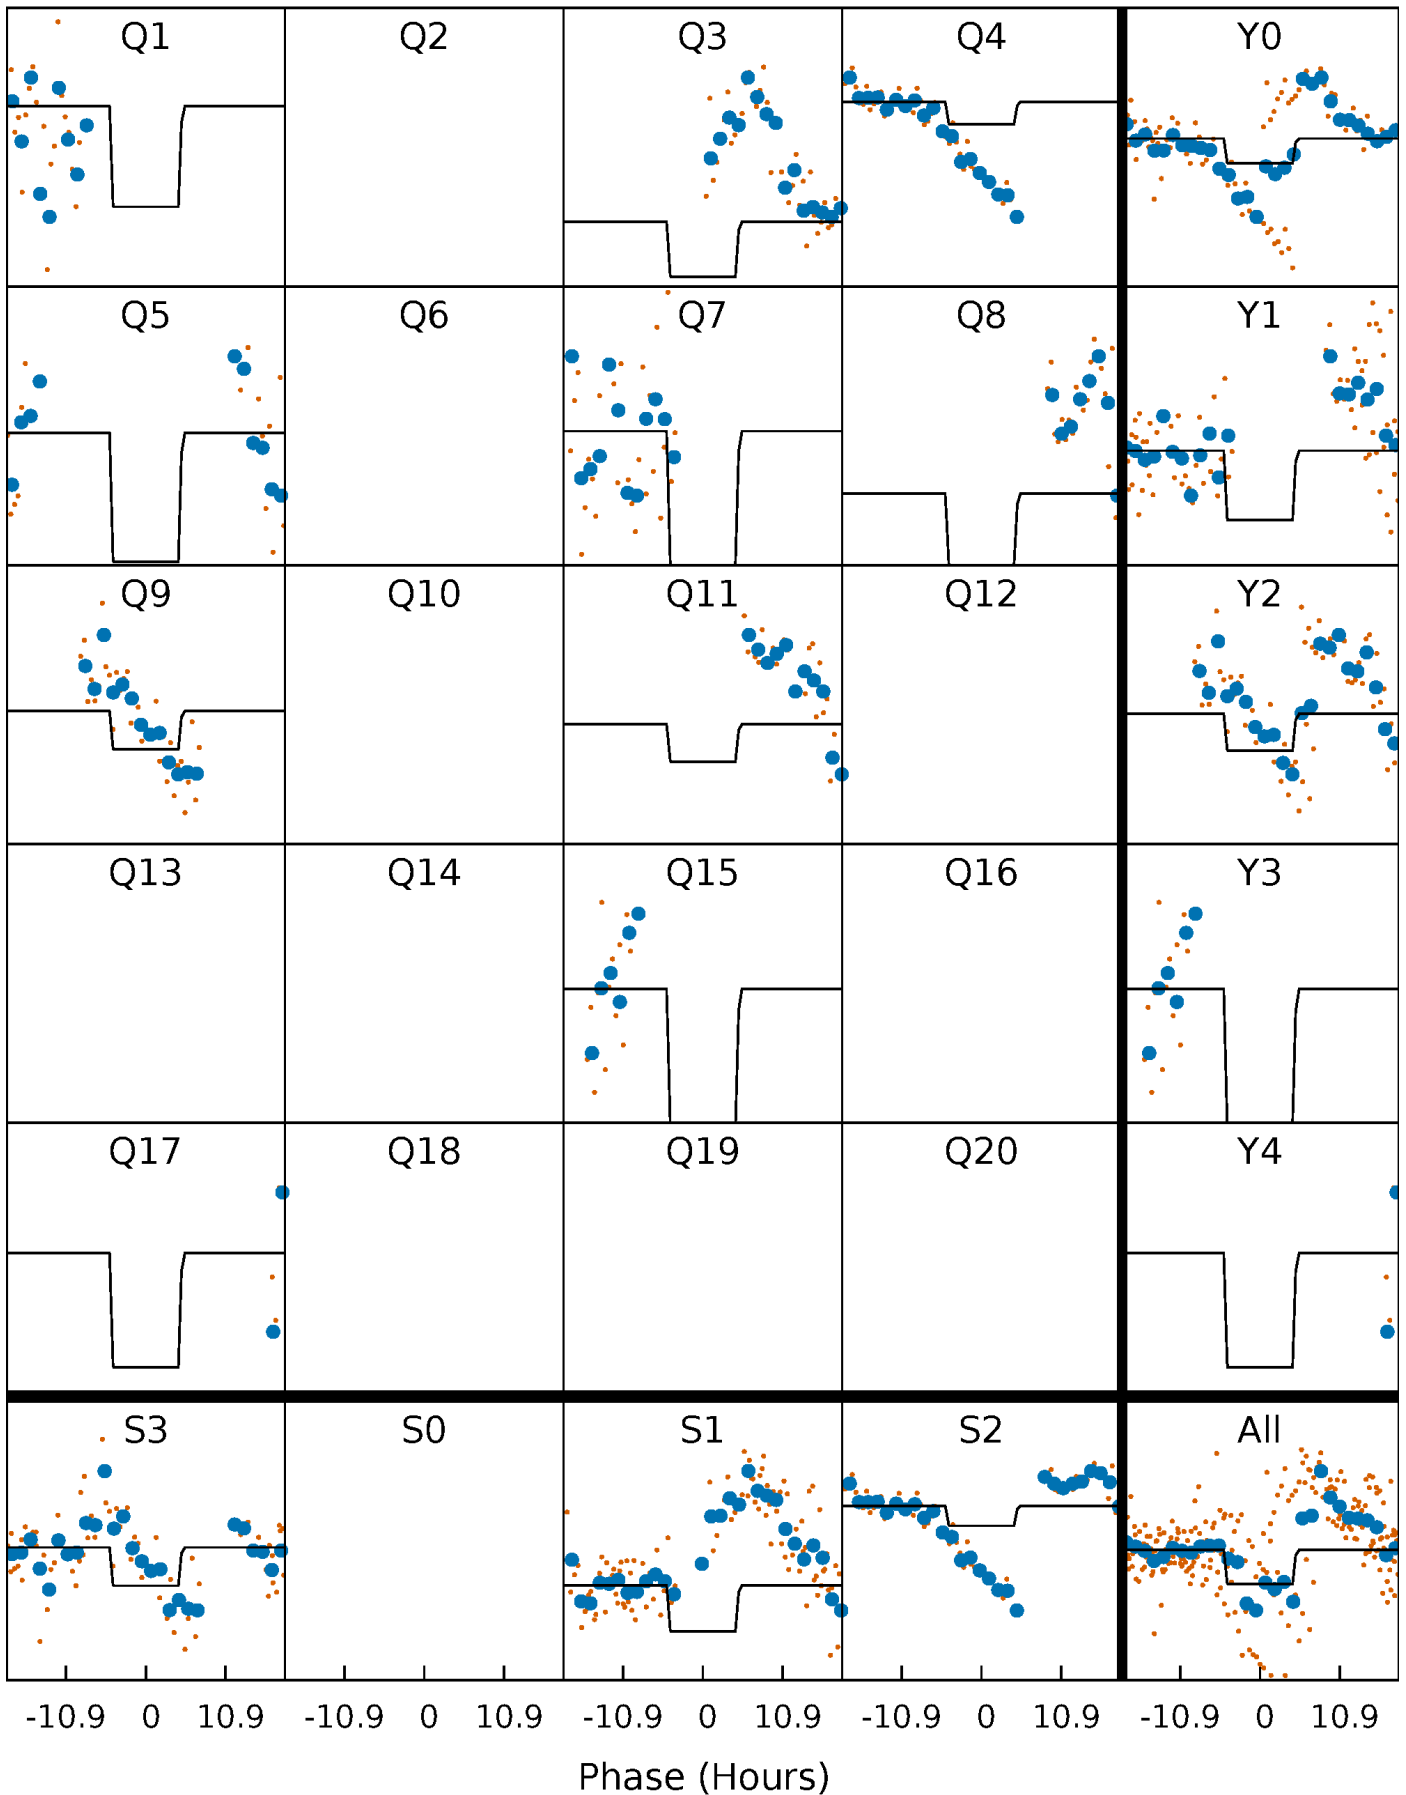 Q1 Q2 Q3 Q4 Y0
Q5 Q6 Q7 Q8 Y1
Q9 Q10 Q11 Q12 Y2
Q13 Q14 Q15 Q16 Y3
Q17 Q18 Q19 Q20 Y4
S3 S0 S1 S2 All
-10.9 0 10.9 -10.9 0 10.9 -10.9 0 10.9 -10.9 0 10.9 -10.9 0 10.9
Phase (Hours)